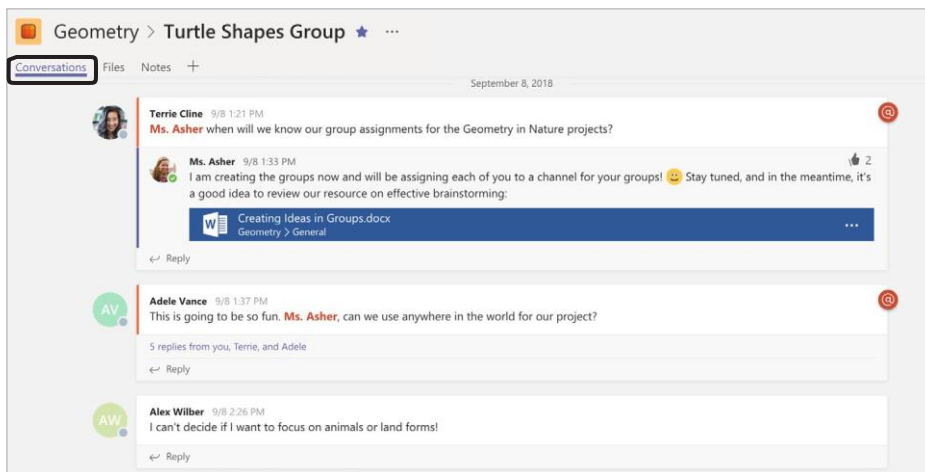 Geometry > Turtle Shapes Group ...
Conversations Files Notes +
September 8, 2018
Terrie Cline 9/8 1:21 PM
Ms. Asher when will we know our group assignments for the Geometry in Nature projects?
Ms. Asher 9/8 1:33 PM 2
I am creating the groups now and will be assigning each of you to a channel for your groups! Stay tuned, and in the meantime, it's
a good idea to review our resource on effective brainstorming:
Creating Ideas in Groups.docx
Geometry > General
Reply
AV
Adele Vance 9/8 1:37 PM
This is going to be so fun. Ms. Asher, can we use anywhere in the world for our project?
5 replies from you, Terrie, and Adele
Reply
AW
Alex Wilber 9/8 2:26 PM
I can't decide if I want to focus on animals or land forms!
Reply